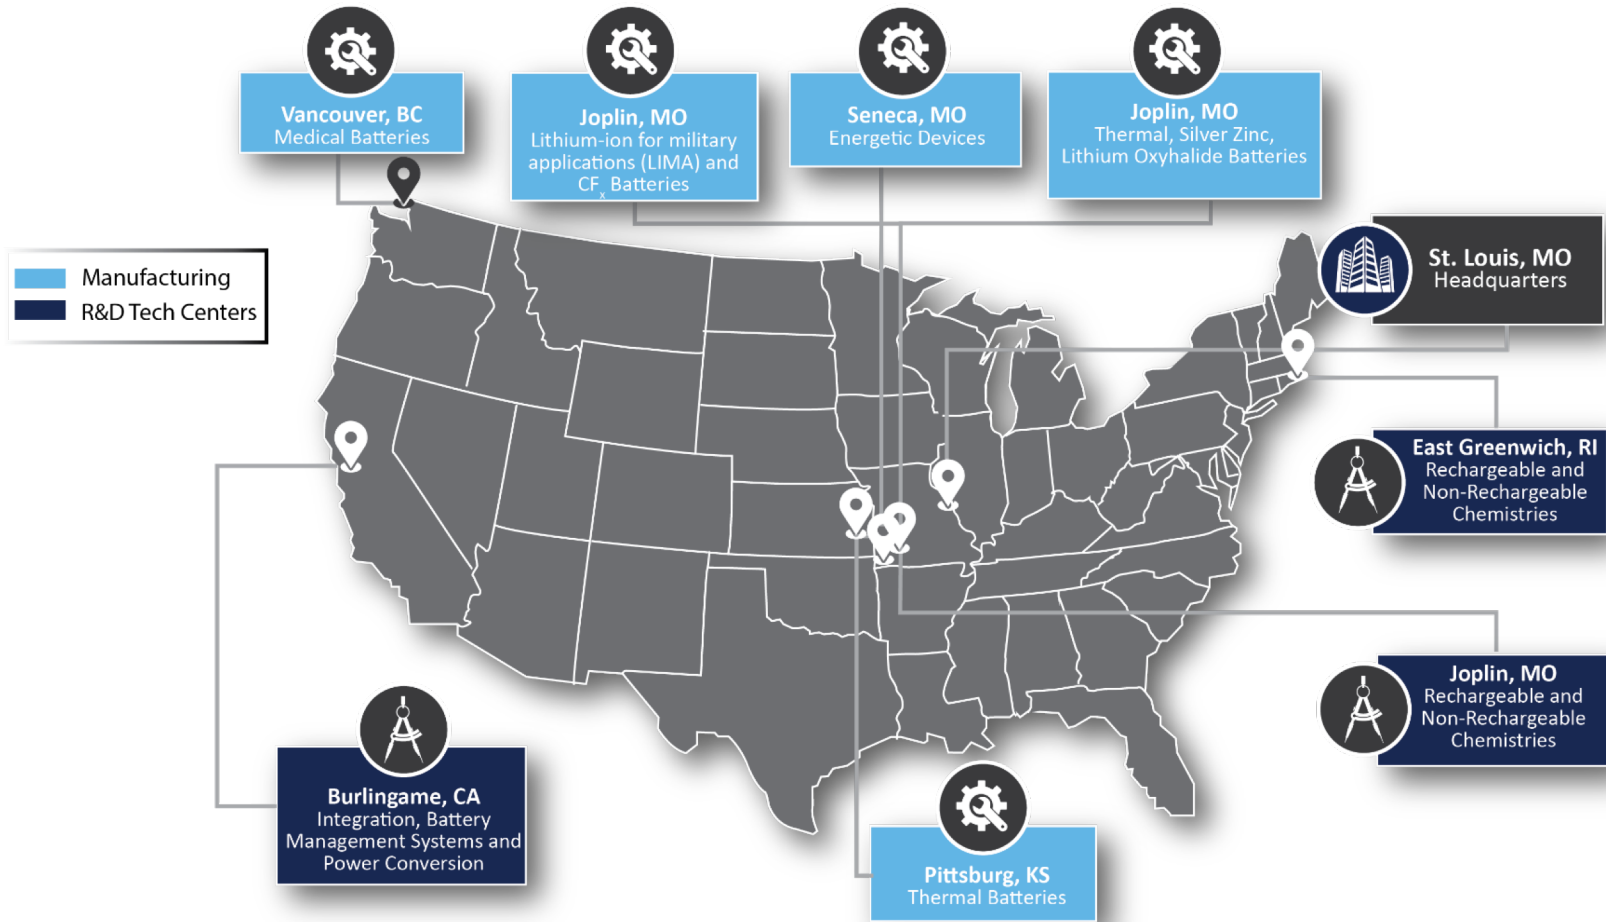 Vancouver, BC
Medical Batteries
Joplin, MO
Lithium-ion for military
applications (LIMA) and
CFx Batteries
Seneca, MO
Energetic Devices
Joplin, MO
Thermal, Silver Zinc,
Lithium Oxyhalide Batteries
St. Louis, MO
Headquarters
Manufacturing
R&D Tech Centers
East Greenwich, RI
Rechargeable and
Non-Rechargeable
Chemistries
Joplin, MO
Rechargeable and
Non-Rechargeable
Chemistries
Burlingame, CA
Integration, Battery
Management Systems and
Power Conversion
Pittsburg, KS
Thermal Batteries